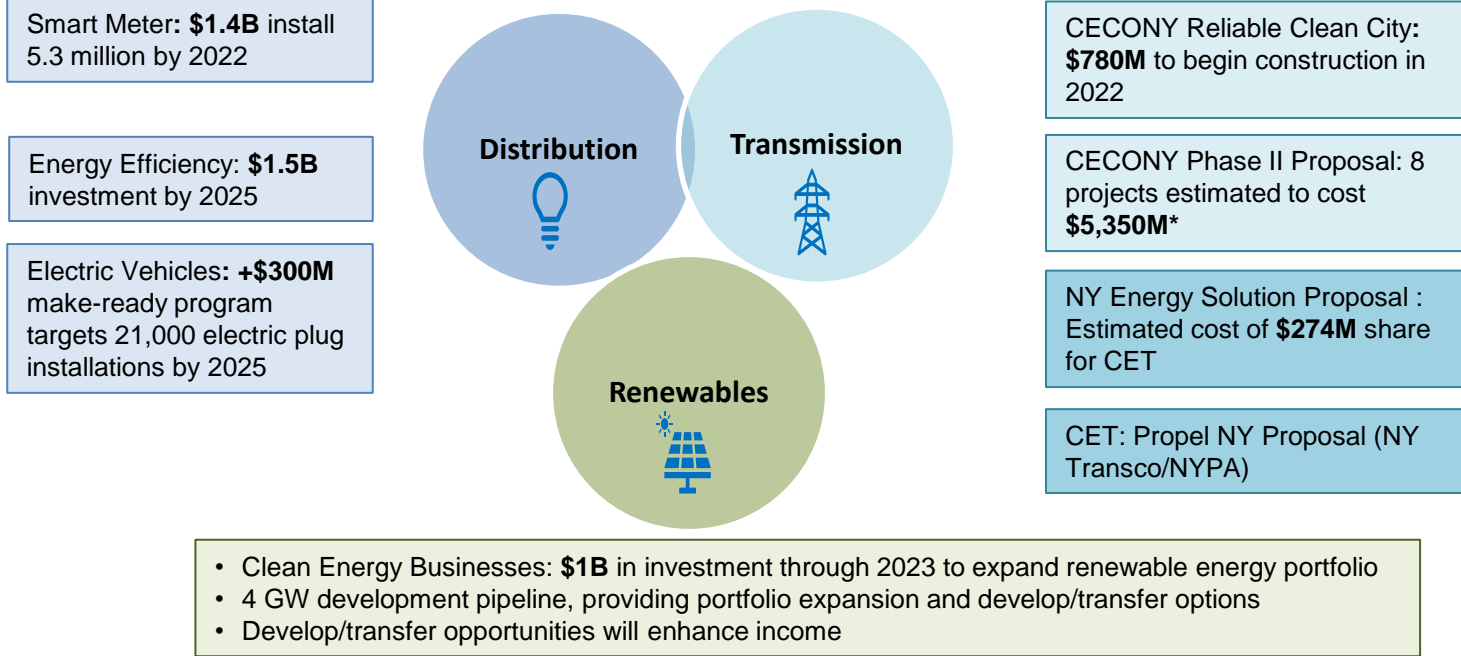 Smart Meter: $1.4B install
5.3 million by 2022
Energy Efficiency: $1.5B
investment by 2025
Electric Vehicles: +$300M
make-ready program
targets 21,000 electric plug
installations by 2025
Distribution
Transmission
Renewables
CECONY Reliable Clean City:
$780M to begin construction in
2022
CECONY Phase II Proposal: 8
projects estimated to cost
$5,350M*
NY Energy Solution Proposal :
Estimated cost of $274M share
for CET
CET: Propel NY Proposal (NY
Transco/NYPA)
• Clean Energy Businesses: $1B in investment through 2023 to expand renewable energy portfolio
• 4 GW development pipeline, providing portfolio expansion and develop/transfer options
• Develop/transfer opportunities will enhance income